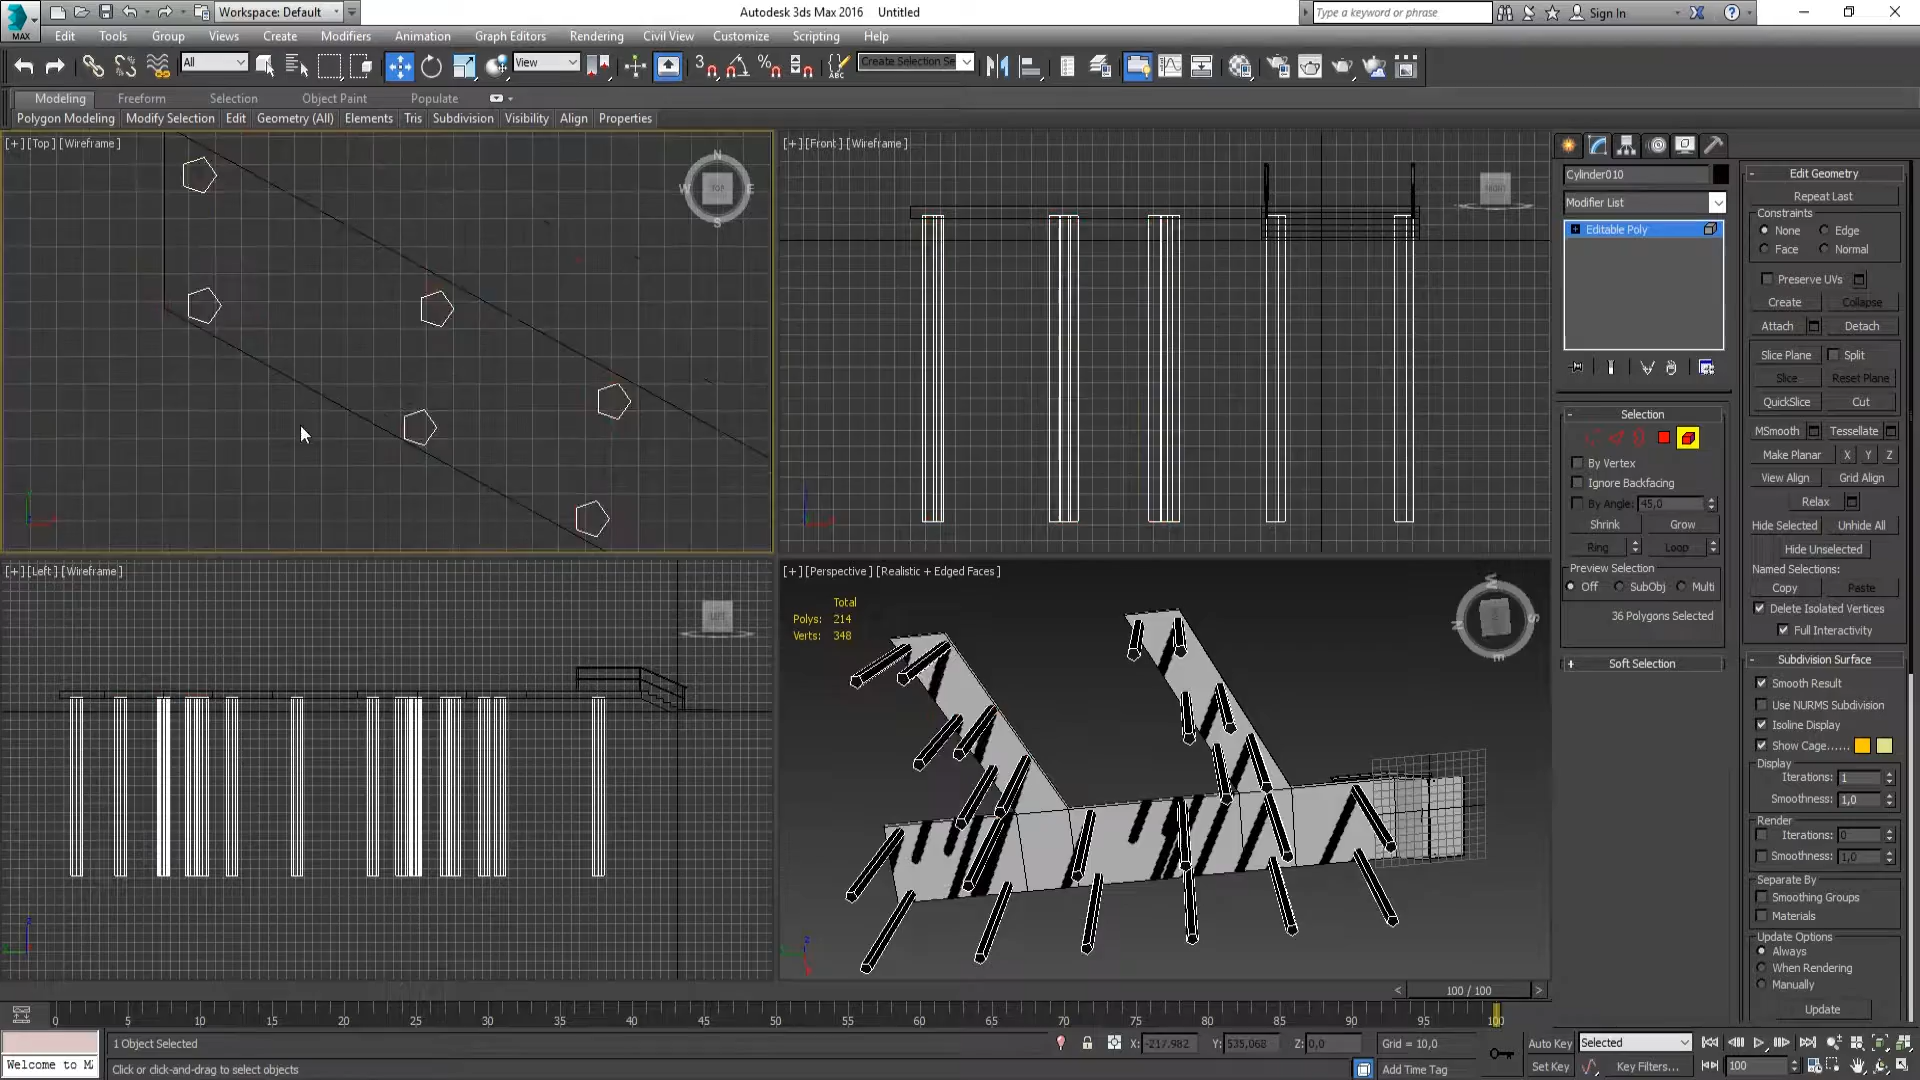 Workspace: Default
Autodesk 3ds Max 2016    Untitled
Type a keyword or phrase
Sign In
MAX
Edit Tools Group Views Create Modifiers Animation Graph Editors Rendering Civil View Customize Scripting Help
All
View
ABC
Create Selection Se
Modeling Freeform Selection Object Paint Populate
Polygon Modeling Modify Selection Edit Geometry (All) Elements Tris Subdivision Visibility Align Properties
[+] [Top] [Wireframe]
N
W TOP E
S
[+] [Front] [Wireframe]
FRONT
[+] [Left] [Wireframe]
LEFT
[+] [Perspective] [Realistic + Edged Faces]
Total
Polys: 214
Verts: 348
Cylinder010
Modifier List
Editable Poly
Selection
By Vertex
Ignore Backfacing
By Angle: 45,0
Shrink Grow
Ring Loop
Preview Selection
Off SubObj Multi
36 Polygons Selected
Soft Selection
Edit Geometry
Repeat Last
Constraints
None Edge
Face Normal
Preserve UVs
Create Collapse
Attach Detach
Slice Plane Split
Slice Reset Plane
QuickSlice Cut
MSmooth Tessellate
Make Planar X Y Z
View Align Grid Align
Relax
Hide Selected Unhide All
Hide Unselected
Named Selections:
Copy Paste
Delete Isolated Vertices
Full Interactivity
Subdivision Surface
Smooth Result
Use NURMS Subdivision
Isoline Display
Show Cage......
Display
Iterations: 1
Smoothness: 1,0
Render
Iterations: 0
Smoothness: 1,0
Separate By
Smoothing Groups
Materials
Update Options
Always
When Rendering
Manually
Update
100 / 100
0 5 10 15 20 25 30 35 40 45 50 55 60 65 70 75 80 85 90 95 100
1 Object Selected
X: -217.982 Y: 535,068 Z: 0,0 Grid = 10,0
Auto Key Selected
Welcome to M
Click or click-and-drag to select objects
Add Time Tag
Set Key Key Filters... 100